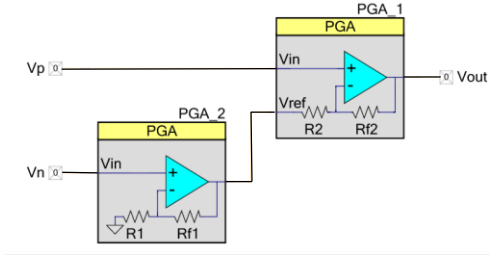 PGA_1
PGA
Vp 0
Vin
+
-
0 Vout
Vref
R2 Rf2
PGA_2
PGA
Vn 0
Vin
+
-
R1 Rf1